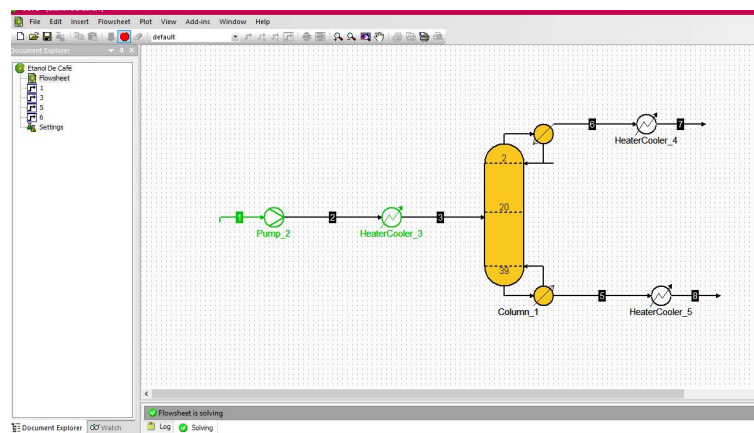 File Edit Insert Flowsheet Plot View Add-ins Window Help
default
Document Explorer
Etanol De Café
Flowsheet
1
3
5
6
Settings
6 7
HeaterCooler_4
2
20
39
1 2 3
Pump_2 HeaterCooler_3
5 8
Column_1 HeaterCooler_5
Flowsheet is solving
Document Explorer Watch Log Solving